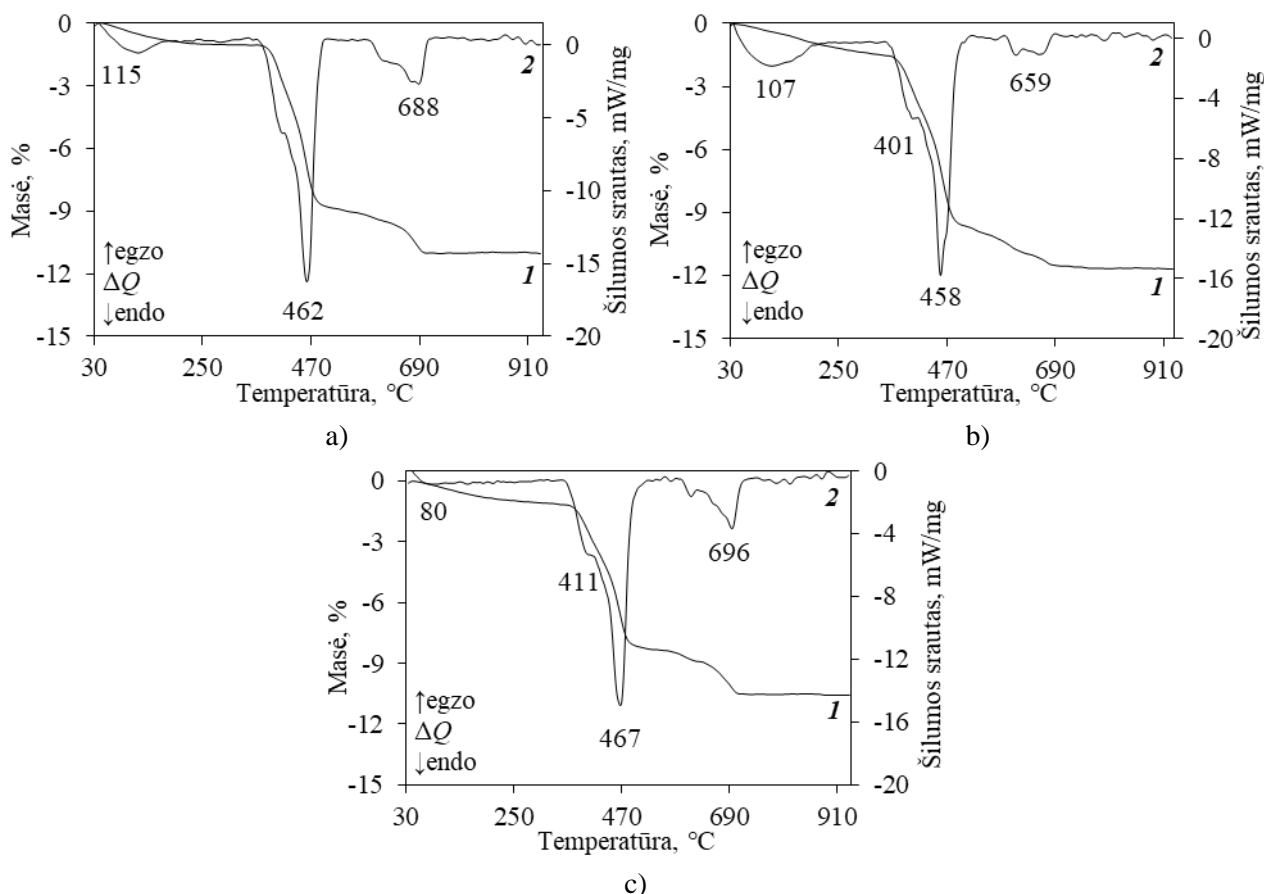 0
-3
-6
-9
-12
-15
Masė, %
115
462
688
2
1
↑egzo
ΔQ
↓endo
0
-5
-10
-15
-20
Šilumos srautas, mW/mg
30 250 470 690 910
Temperatūra, °C
a)
0
-3
-6
-9
-12
-15
Masė, %
107
401
458
659
2
1
↑egzo
ΔQ
↓endo
0
-4
-8
-12
-16
-20
Šilumos srautas, mW/mg
30 250 470 690 910
Temperatūra, °C
b)
0
-3
-6
-9
-12
-15
Masė, %
80
411
467
696
2
1
↑egzo
ΔQ
↓endo
0
-4
-8
-12
-16
-20
Šilumos srautas, mW/mg
30 250 470 690 910
Temperatūra, °C
c)